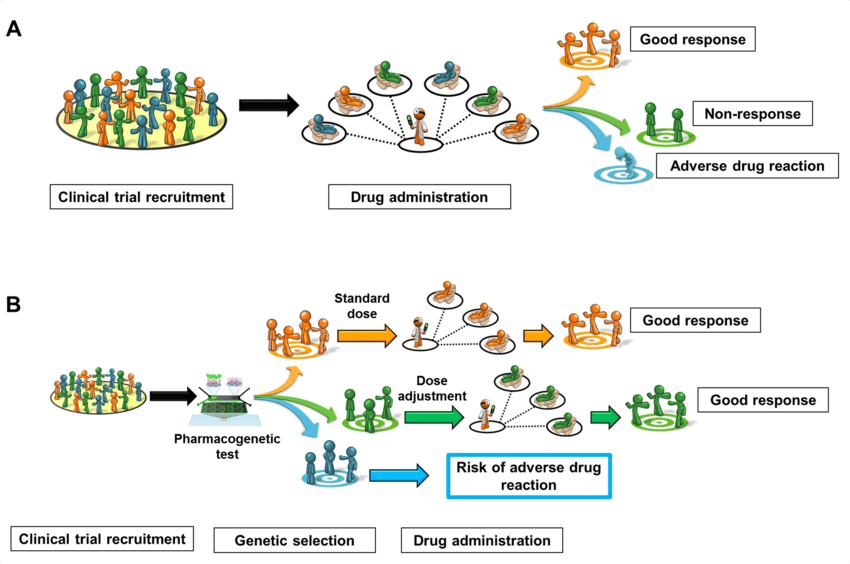 A
Good response
Non-response
Adverse drug reaction
Clinical trial recruitment
Drug administration
B
Standard
dose
Good response
Dose
adjustment
Good response
Pharmacogenetic
test
Risk of adverse drug
reaction
Clinical trial recruitment
Genetic selection
Drug administration